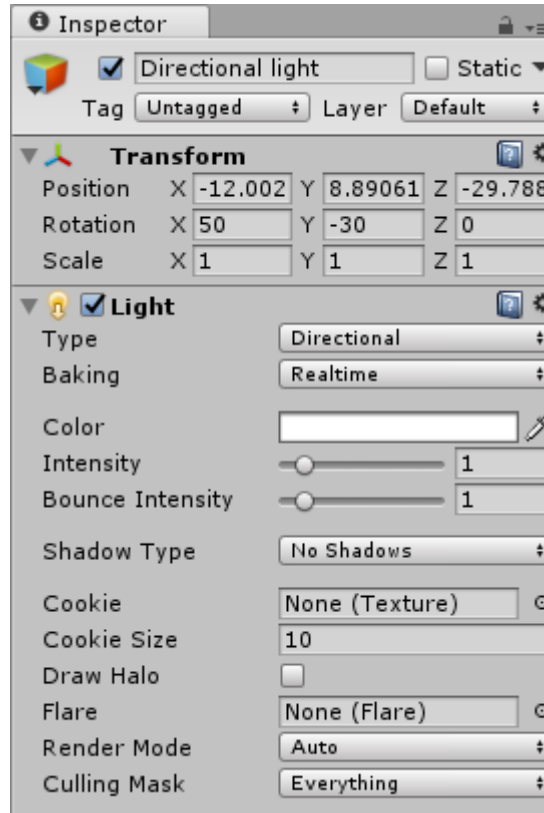 Inspector
Directional light Static
Tag Untagged Layer Default
Transform
Position X -12.002 Y 8.89061 Z -29.788
Rotation X 50 Y -30 Z 0
Scale X 1 Y 1 Z 1
Light
Type Directional
Baking Realtime
Color
Intensity 1
Bounce Intensity 1
Shadow Type No Shadows
Cookie None (Texture)
Cookie Size 10
Draw Halo
Flare None (Flare)
Render Mode Auto
Culling Mask Everything